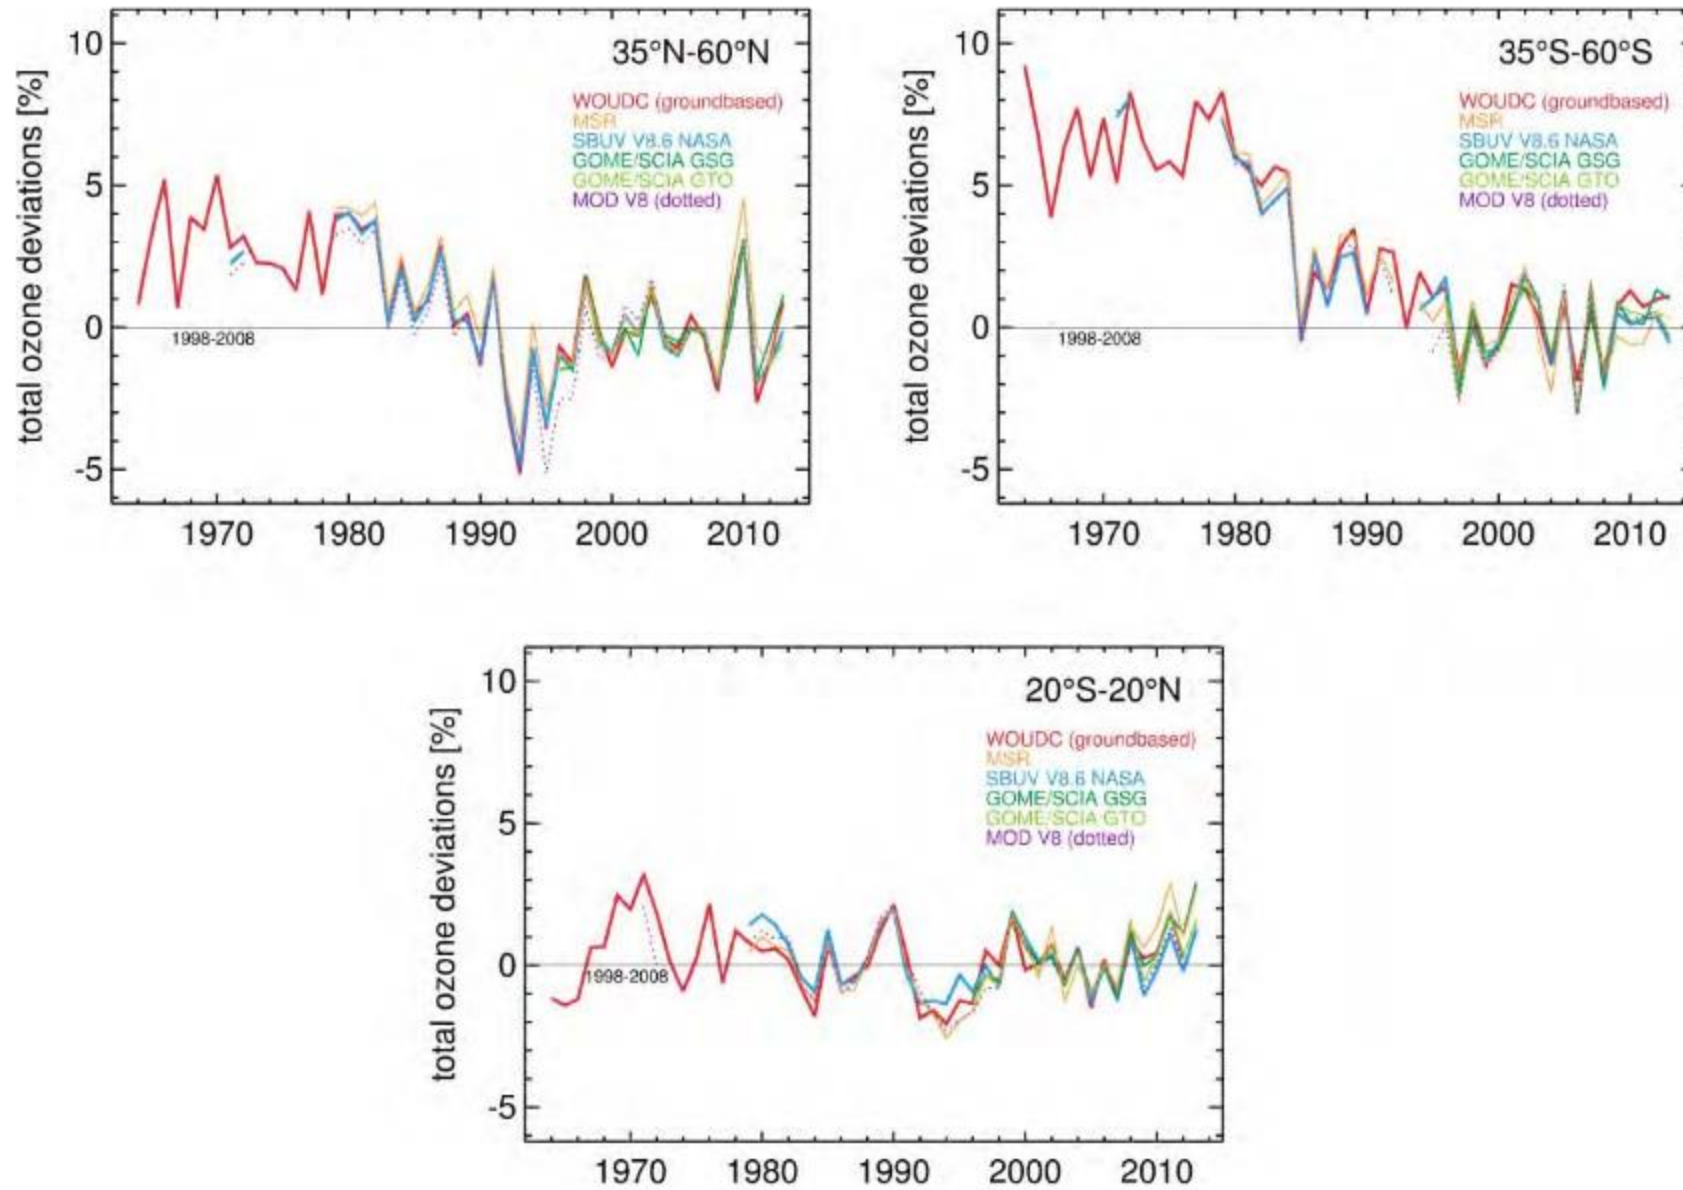 35°N-60°N
total ozone deviations [%]
10
5
0
-5
WOUDC (groundbased)
MSR
SBUV V8.6 NASA
GOME/SCIA GSG
GOME/SCIA GTO
MOD V8 (dotted)
1998-2008
1970 1980 1990 2000 2010
35°S-60°S
total ozone deviations [%]
10
5
0
-5
WOUDC (groundbased)
MSR
SBUV V8.6 NASA
GOME/SCIA GSG
GOME/SCIA GTO
MOD V8 (dotted)
1998-2008
1970 1980 1990 2000 2010
20°S-20°N
total ozone deviations [%]
10
5
0
-5
WOUDC (groundbased)
MSR
SBUV V8.6 NASA
GOME/SCIA GSG
GOME/SCIA GTO
MOD V8 (dotted)
1998-2008
1970 1980 1990 2000 2010